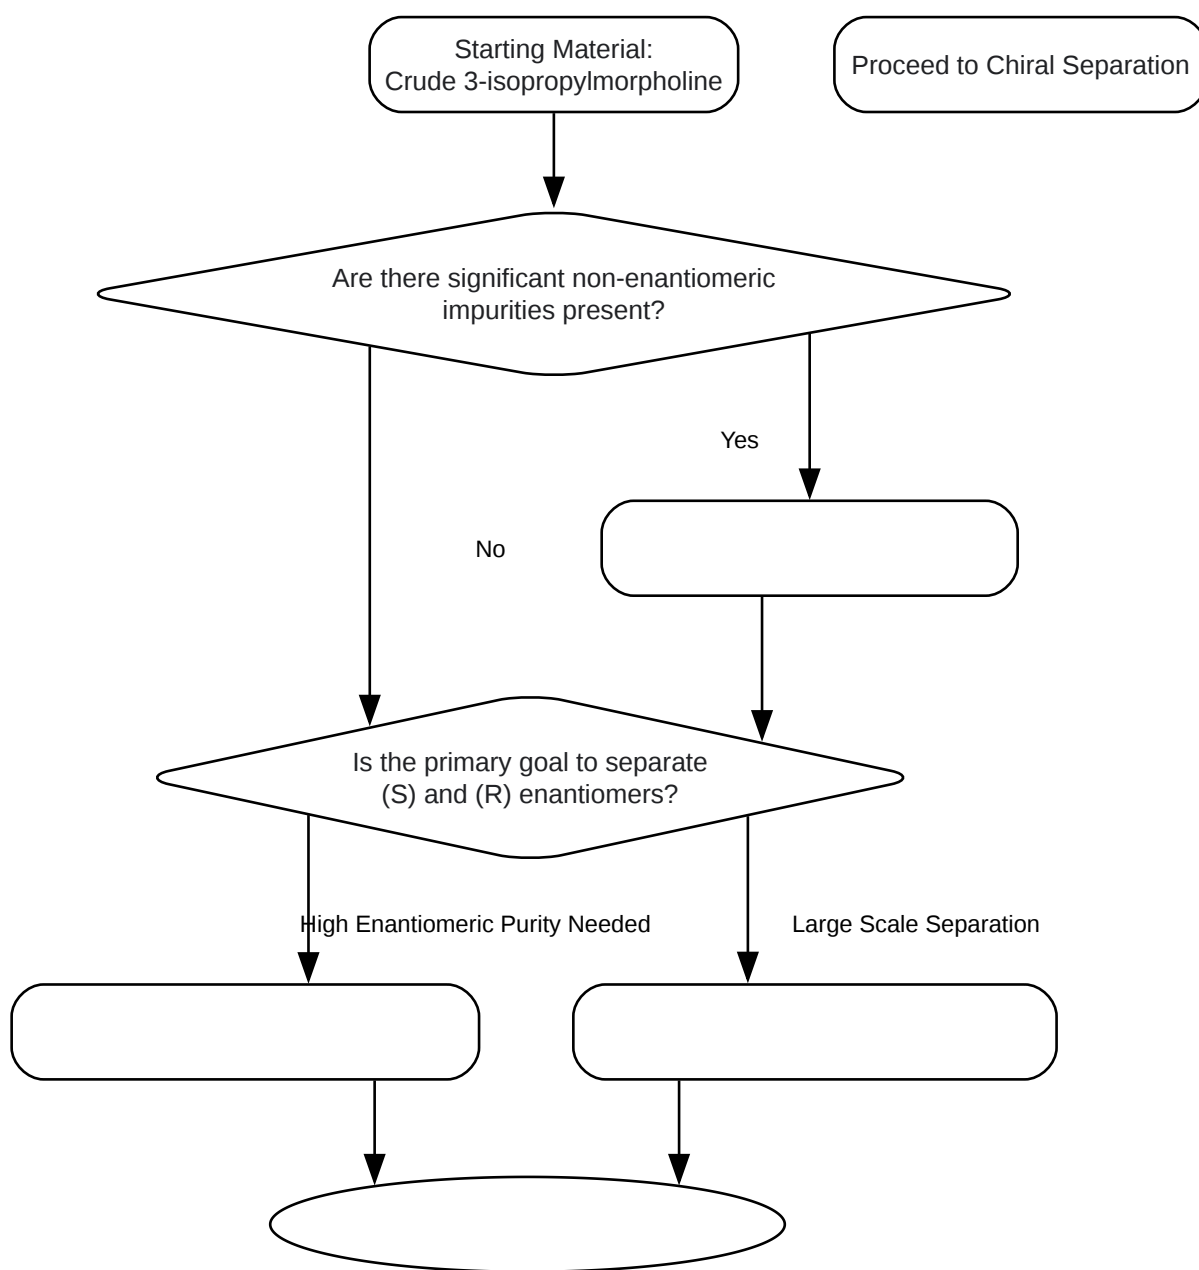 Starting Material:
Crude 3-isopropylmorpholine
Proceed to Chiral Separation
Are there significant non-enantiomeric
impurities present?
Yes
No
Is the primary goal to separate
(S) and (R) enantiomers?
High Enantiomeric Purity Needed
Large Scale Separation